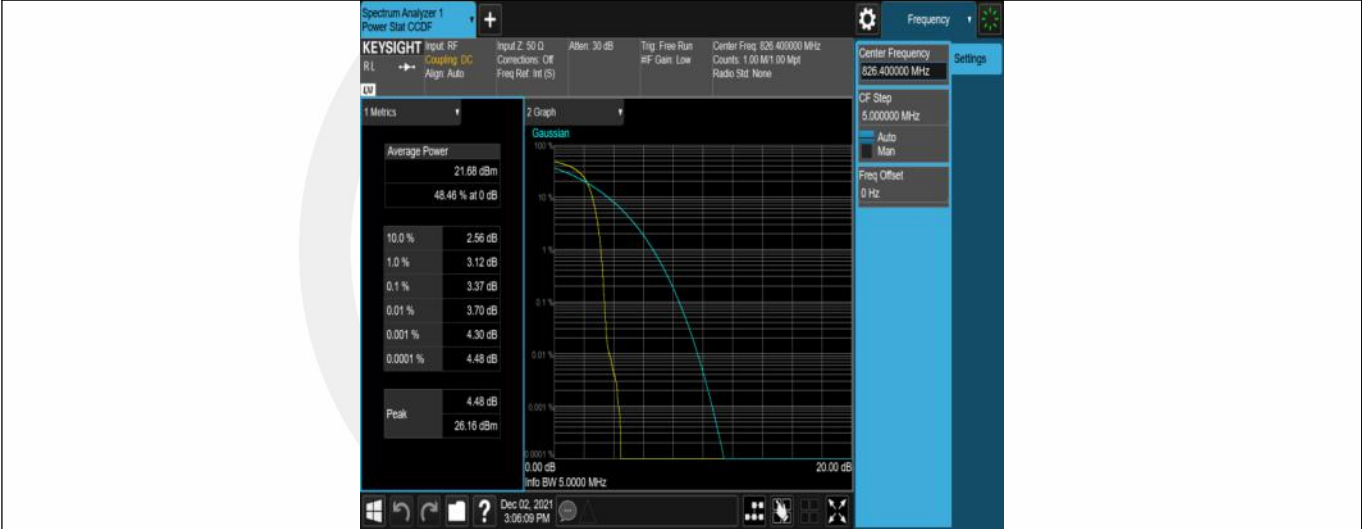 Spectrum Analyzer 1
Power Stat CCDF
+
Frequency
KEYSIGHT
RL
LXI
Input: RF
Coupling: DC
Align: Auto
Input Z: 50 Ω
Corrections: Off
Freq Ref: Int (S)
Atten: 30 dB
Trig: Free Run
#IF Gain: Low
Center Freq: 826.400000 MHz
Counts: 1.00 M/1.00 Mpt
Radio Std: None
Center Frequency
826.400000 MHz
Settings
CF Step
5.000000 MHz
Auto
Man
Freq Offset
0 Hz
1 Metrics
Average Power
21.68 dBm
48.46 % at 0 dB
10.0 % 2.56 dB
1.0 % 3.12 dB
0.1 % 3.37 dB
0.01 % 3.70 dB
0.001 % 4.30 dB
0.0001 % 4.48 dB
Peak
4.48 dB
26.16 dBm
2 Graph
Gaussian
100 %
10 %
1 %
0.1 %
0.01 %
0.001 %
0.0001 %
0.00 dB 20.00 dB
Info BW 5.0000 MHz
?
Dec 02, 2021
3:06:09 PM